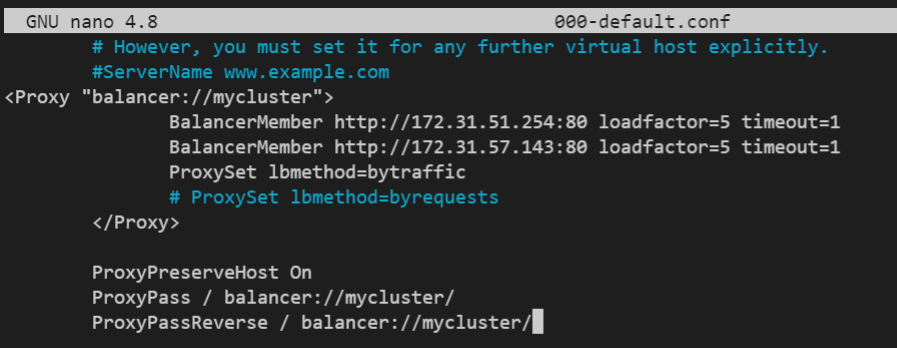 GNU nano 4.8 000-default.conf
# However, you must set it for any further virtual host explicitly.
#ServerName www.example.com
<Proxy "balancer://mycluster">
BalancerMember http://172.31.51.254:80 loadfactor=5 timeout=1
BalancerMember http://172.31.57.143:80 loadfactor=5 timeout=1
ProxySet lbmethod=bytraffic
# ProxySet lbmethod=byrequests
</Proxy>
ProxyPreserveHost On
ProxyPass / balancer://mycluster/
ProxyPassReverse / balancer://mycluster/